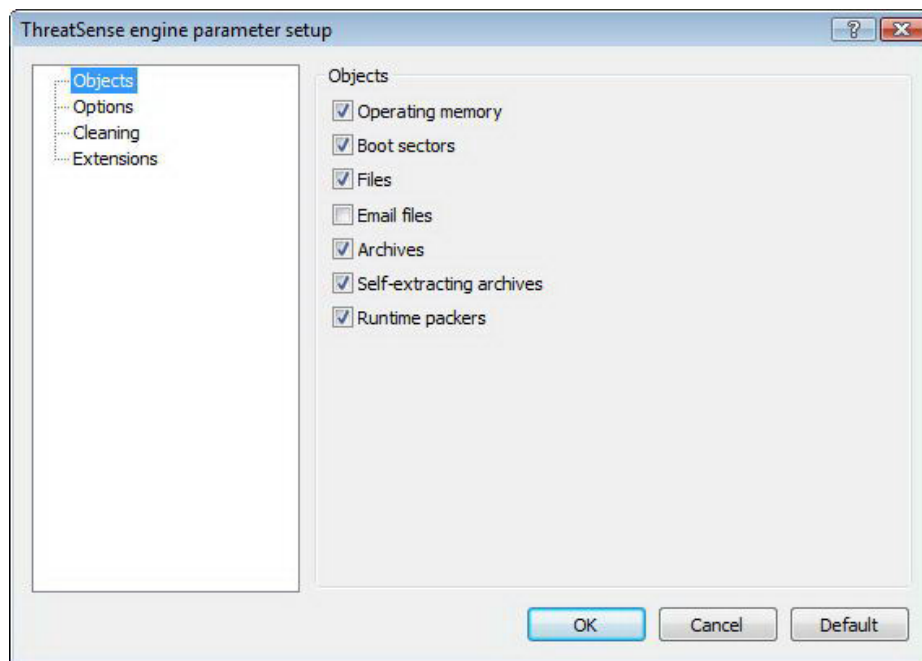 ThreatSense engine parameter setup
Objects
Options
Cleaning
Extensions
Objects
Operating memory
Boot sectors
Files
Email files
Archives
Self-extracting archives
Runtime packers
OK
Cancel
Default